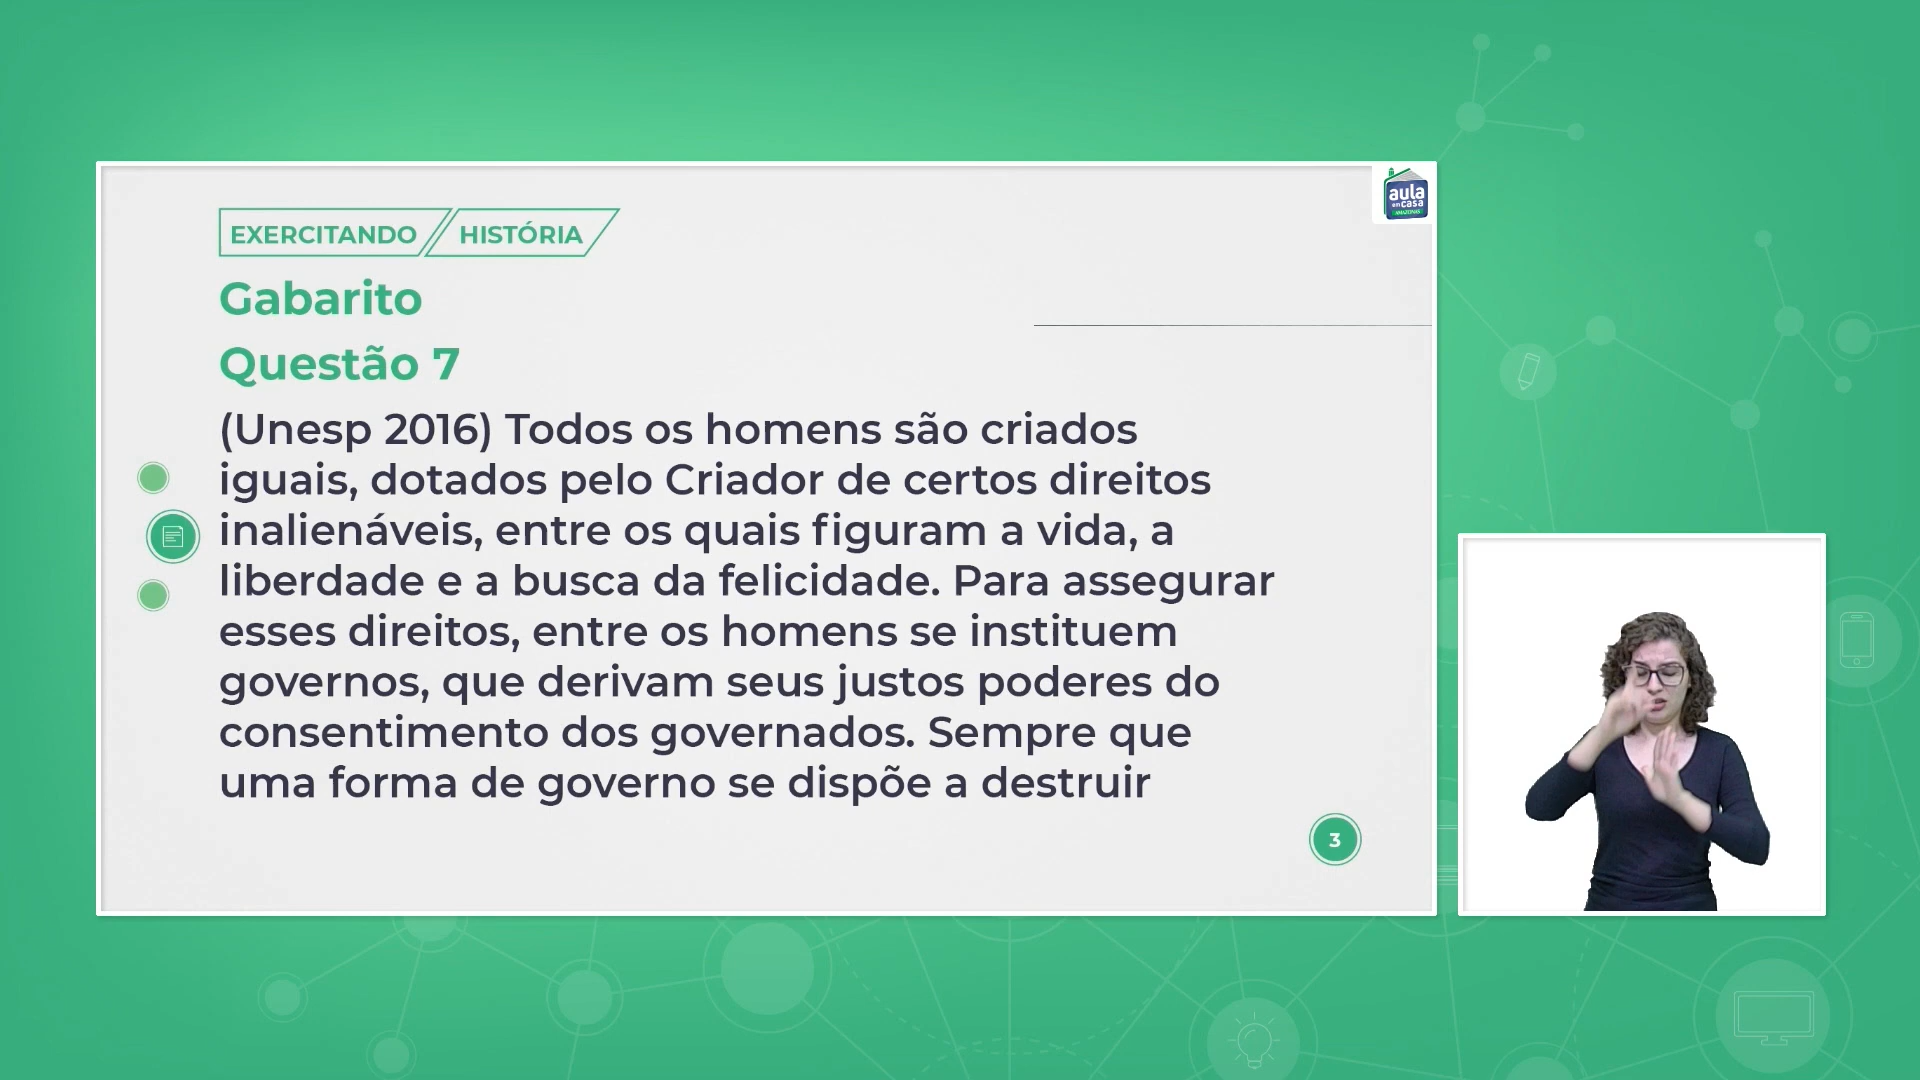 aula
em casa
AMAZONAS
EXERCITANDO HISTÓRIA
Gabarito
Questão 7
(Unesp 2016) Todos os homens são criados
iguais, dotados pelo Criador de certos direitos
inalienáveis, entre os quais figuram a vida, a
liberdade e a busca da felicidade. Para assegurar
esses direitos, entre os homens se instituem
governos, que derivam seus justos poderes do
consentimento dos governados. Sempre que
uma forma de governo se dispõe a destruir
3